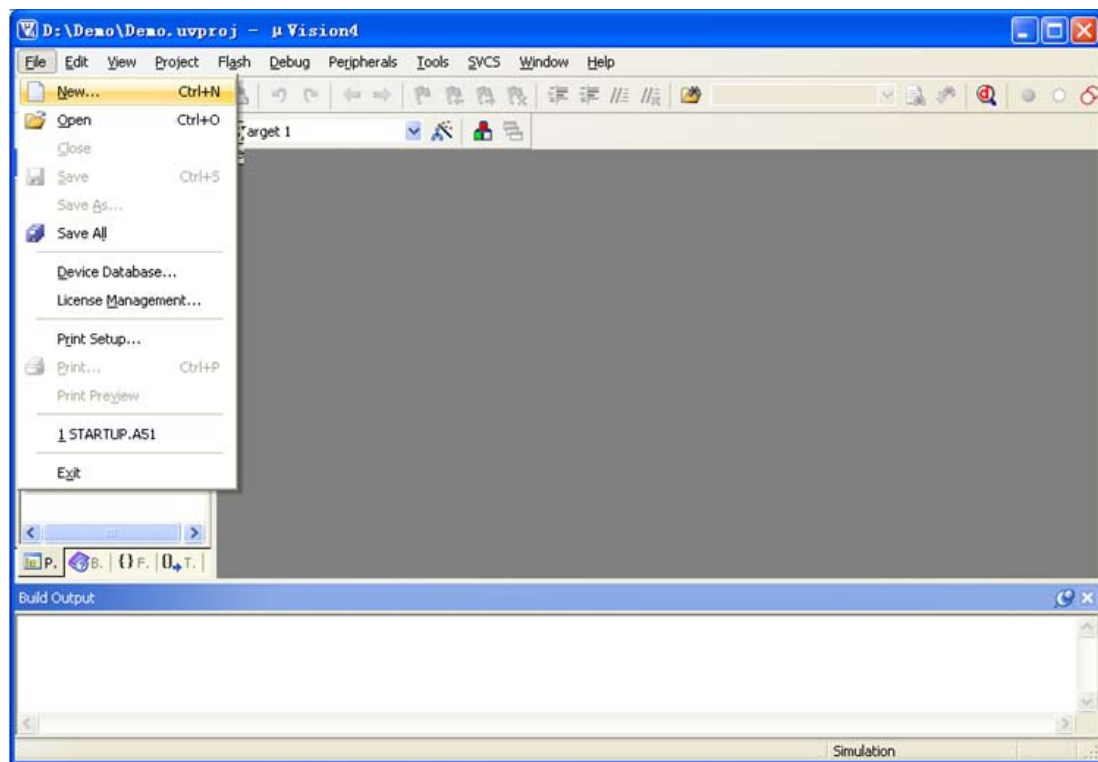 D:\Demo\Demo.uvproj - µVision4
File Edit View Project Flash Debug Peripherals Tools SVCS Window Help
New... Ctrl+N
Open Ctrl+O
arget 1
Close
Save Ctrl+S
Save As...
Save All
Device Database...
License Management...
Print Setup...
Print... Ctrl+P
Print Preview
1 STARTUP.A51
Exit
P. B. {} F. 0 T.
Build Output
Simulation